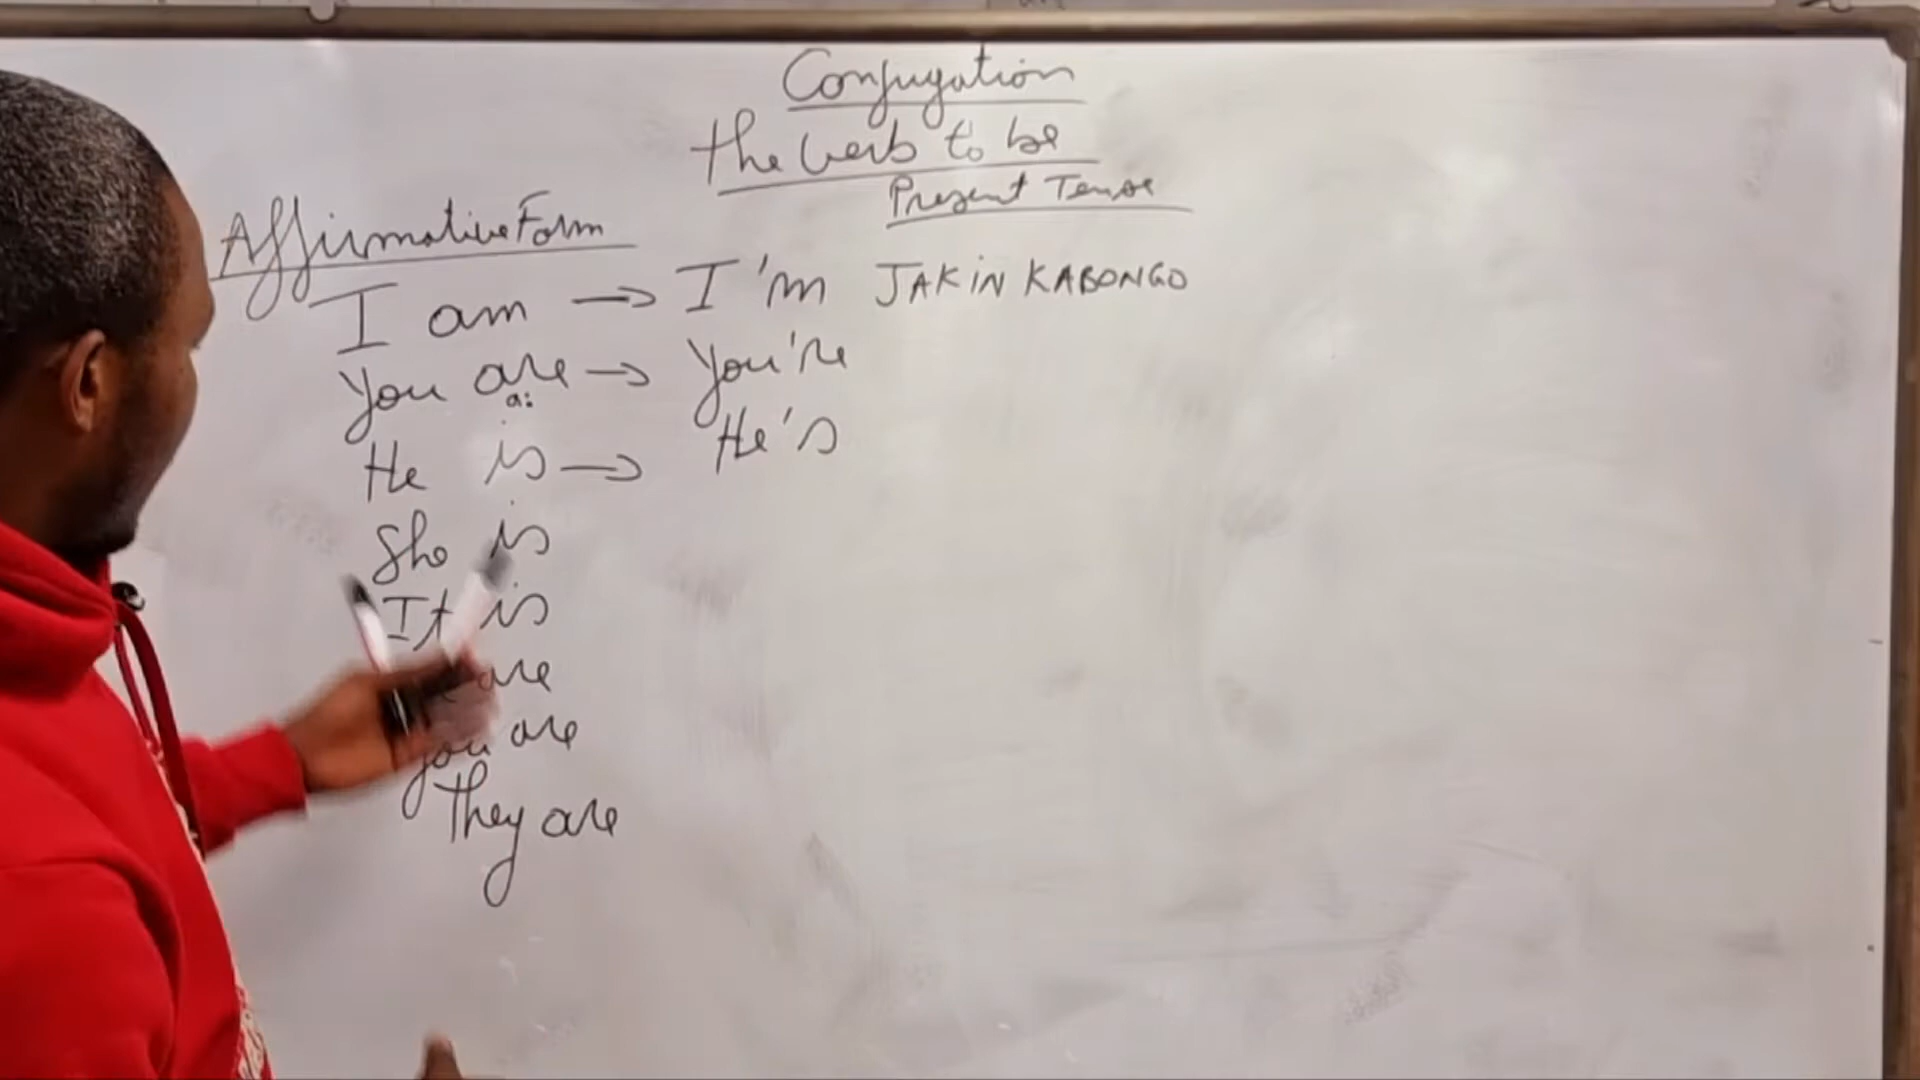 Conjugation
the verb to be
Present Tense
Affirmative Form
I am → I'm JAKIN KABONGO
You are → You're
a:
He is → He's
She is
It is
are
you are
They are